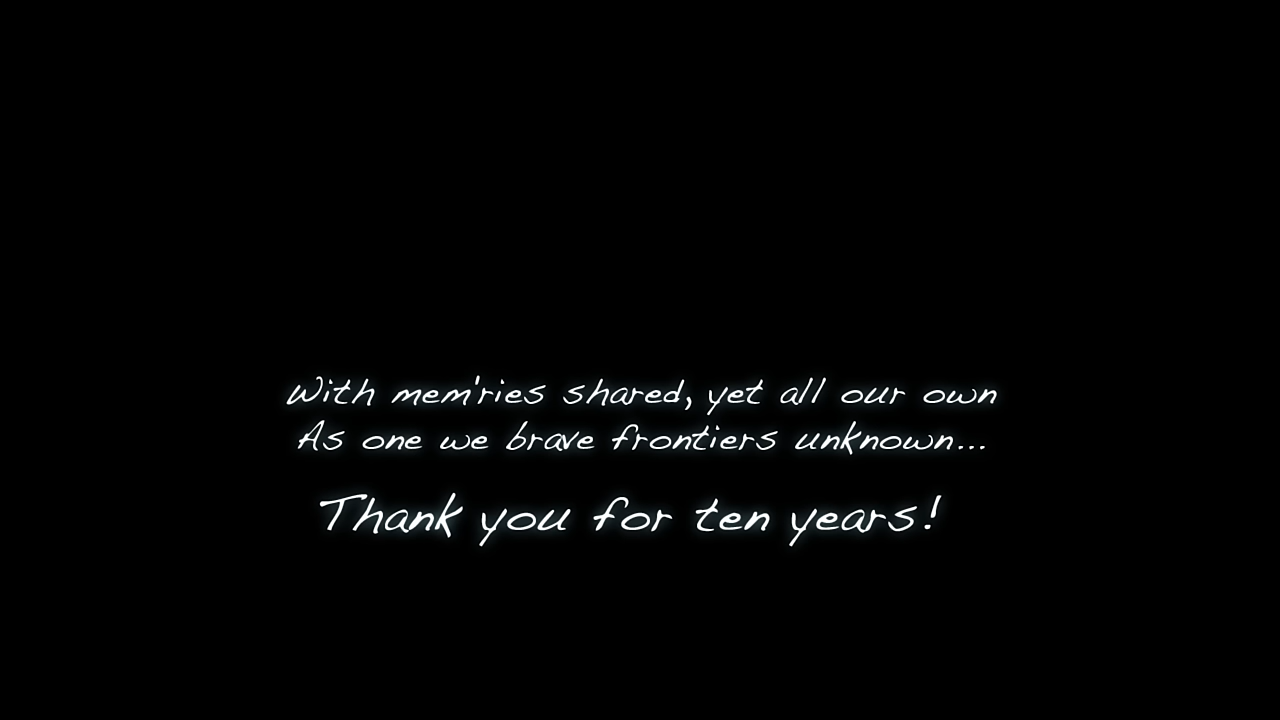 With mem'ries shared, yet all our own
As one we brave frontiers unknown...
Thank you for ten years!